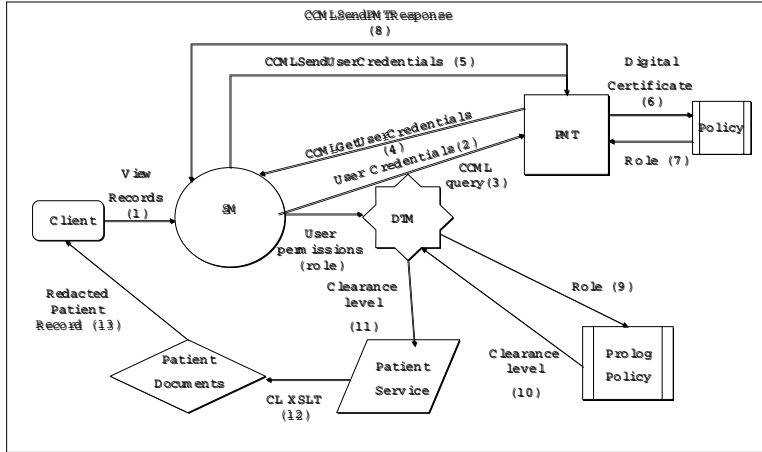 CCMLSendPMTResponse
(8)
CCMLSendUserCredentials (5)
Digital
Certificate
(6)
PMT
Policy
Role (7)
CCMLGetUserCredentials
(4)
User Credentials(2)
CCML
query(3)
View
Records
(1)
Client
SM
DTM
User
permissions
(role)
Role (9)
Clearance
level
(11)
Redacted
Patient
Record (13)
Clearance
level
(10)
Prolog
Policy
Patient
Documents
Patient
Service
CLXSLT
(12)